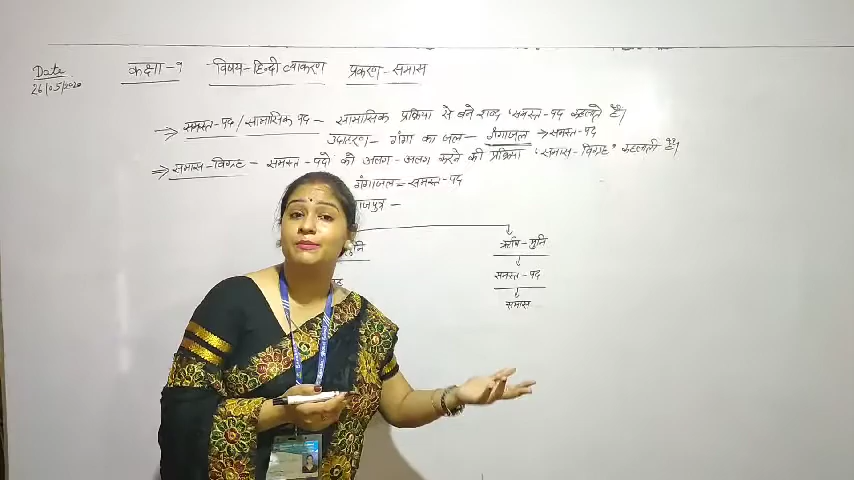 Date
26/05/2020
कक्षा - 9 विषय - हिन्दी व्याकरण प्रकरण - समास
⇒ समस्त-पद / सामासिक पद - सामासिक प्रक्रिया से बने शब्द 'समस्त-पद कहलाते हैं।
उदाहरण - गंगा का जल - गंगाजल → समस्त-पद
⇒ समास-विग्रह - समस्त-पदों को अलग-अलग करने की प्रक्रिया 'समास-विग्रह' कहलाती है।
गंगाजल = समस्त-पद
ऋषि-मुनि
समस्त-पद
समास